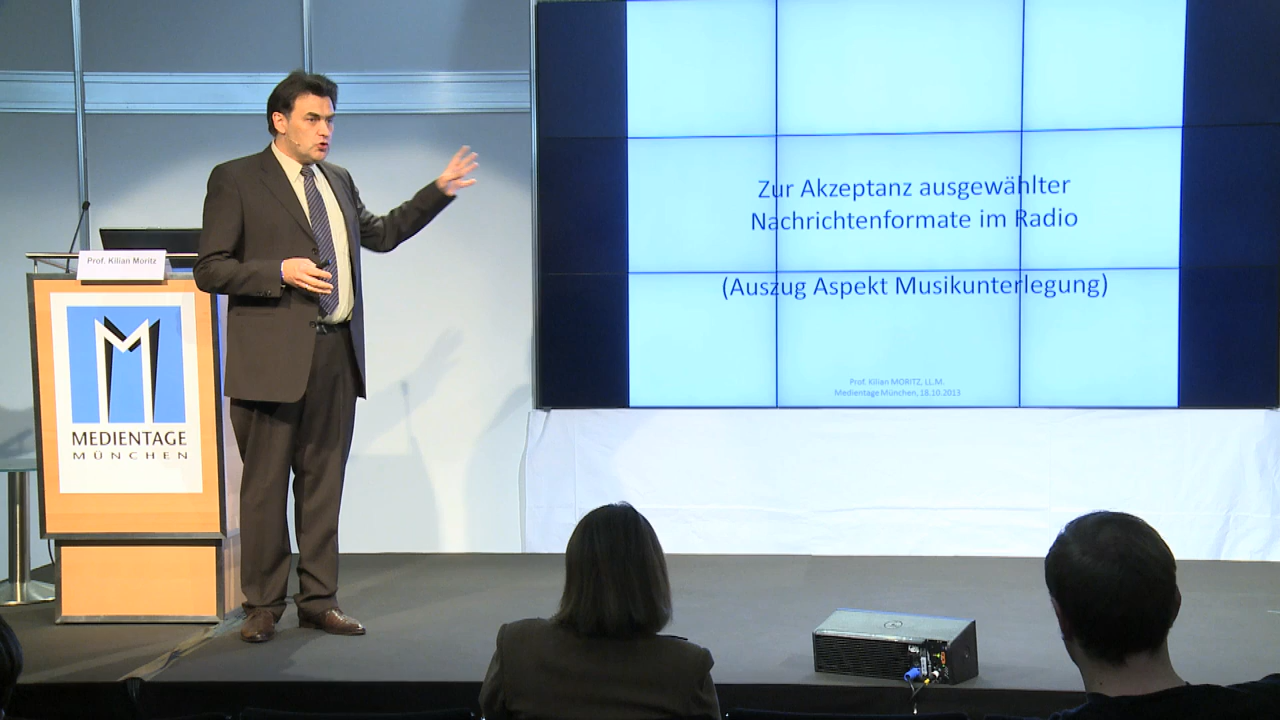 Zur Akzeptanz ausgewählter
Nachrichtenformate im Radio
(Auszug Aspekt Musikunterlegung)
Prof. Kilian MORITZ, LL.M.
Medientage München, 18.10.2013
Prof. Kilian Moritz
M
MEDIENTAGE
MÜNCHEN